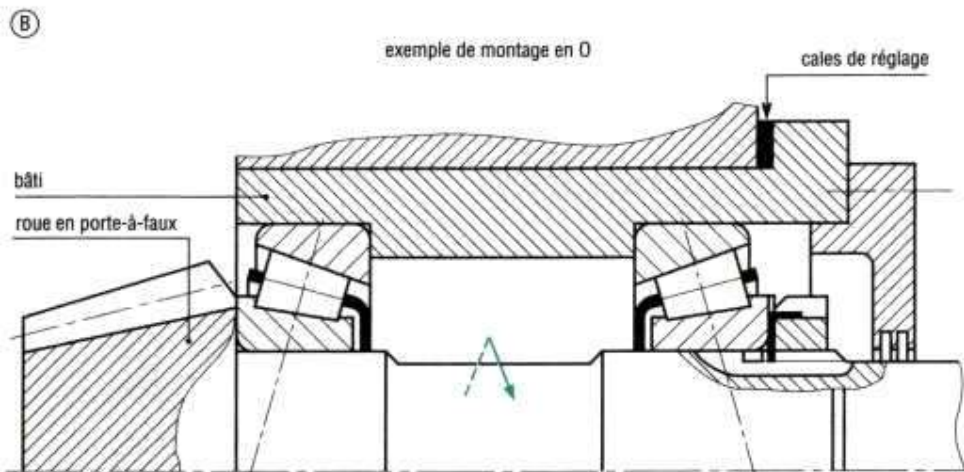 B
exemple de montage en O
cales de réglage
bâti
roue en porte-à-faux